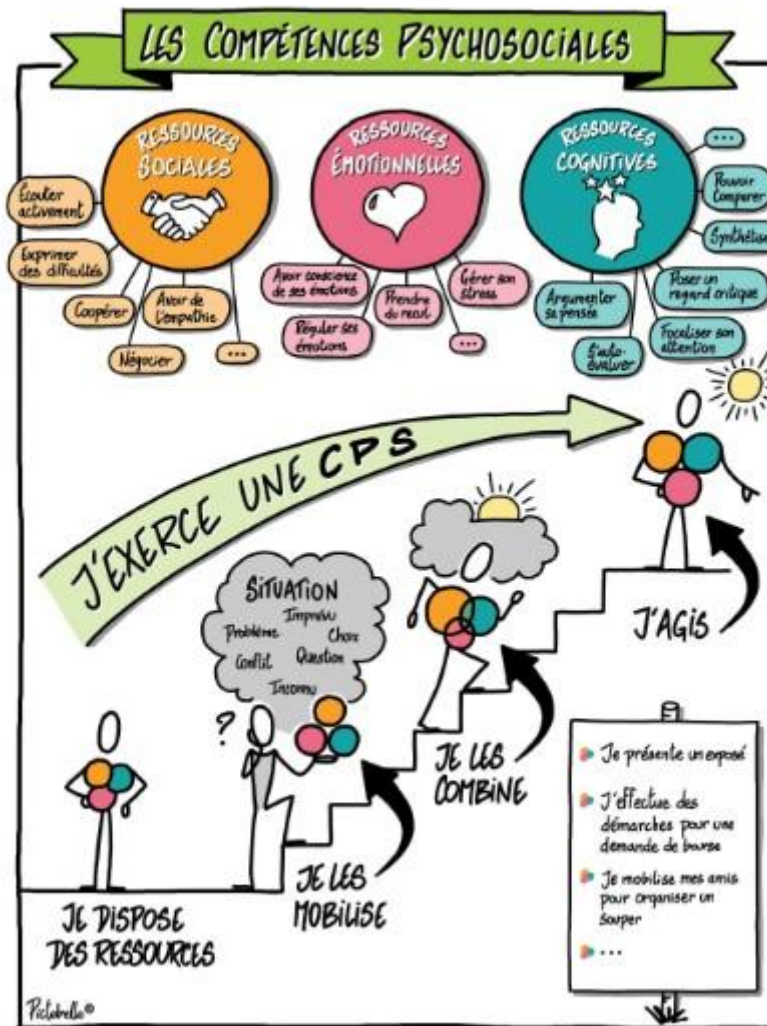 LES COMPÉTENCES PSYCHOSOCIALES
RESSOURCES
SOCIALES
Écouter
activement
Exprimer
des difficultés
Coopérer
Avoir de
l'empathie
Négocier
...
RESSOURCES
ÉMOTIONNELLES
Avoir conscience
de ses émotions
Réguler ses
émotions
Prendre
du recul
Gérer son
stress
...
RESSOURCES
COGNITIVES
...
Pouvoir
Comparer
Synthétise
Poser un
regard critique
Argumenter
sa pensée
Focaliser son
attention
S'auto-
évaluer
J'EXERCE UNE CPS
SITUATION
Imprévu
Problème
Choix
Conflit
Question
Inconnu
?
JE DISPOSE
DES RESSOURCES
JE LES
MOBILISE
JE LES
COMBINE
J'AGIS
Je présente un exposé
J'effectue des
démarches pour une
demande de bourse
Je mobilise mes amis
pour organiser un
souper
...
Pictabelle©